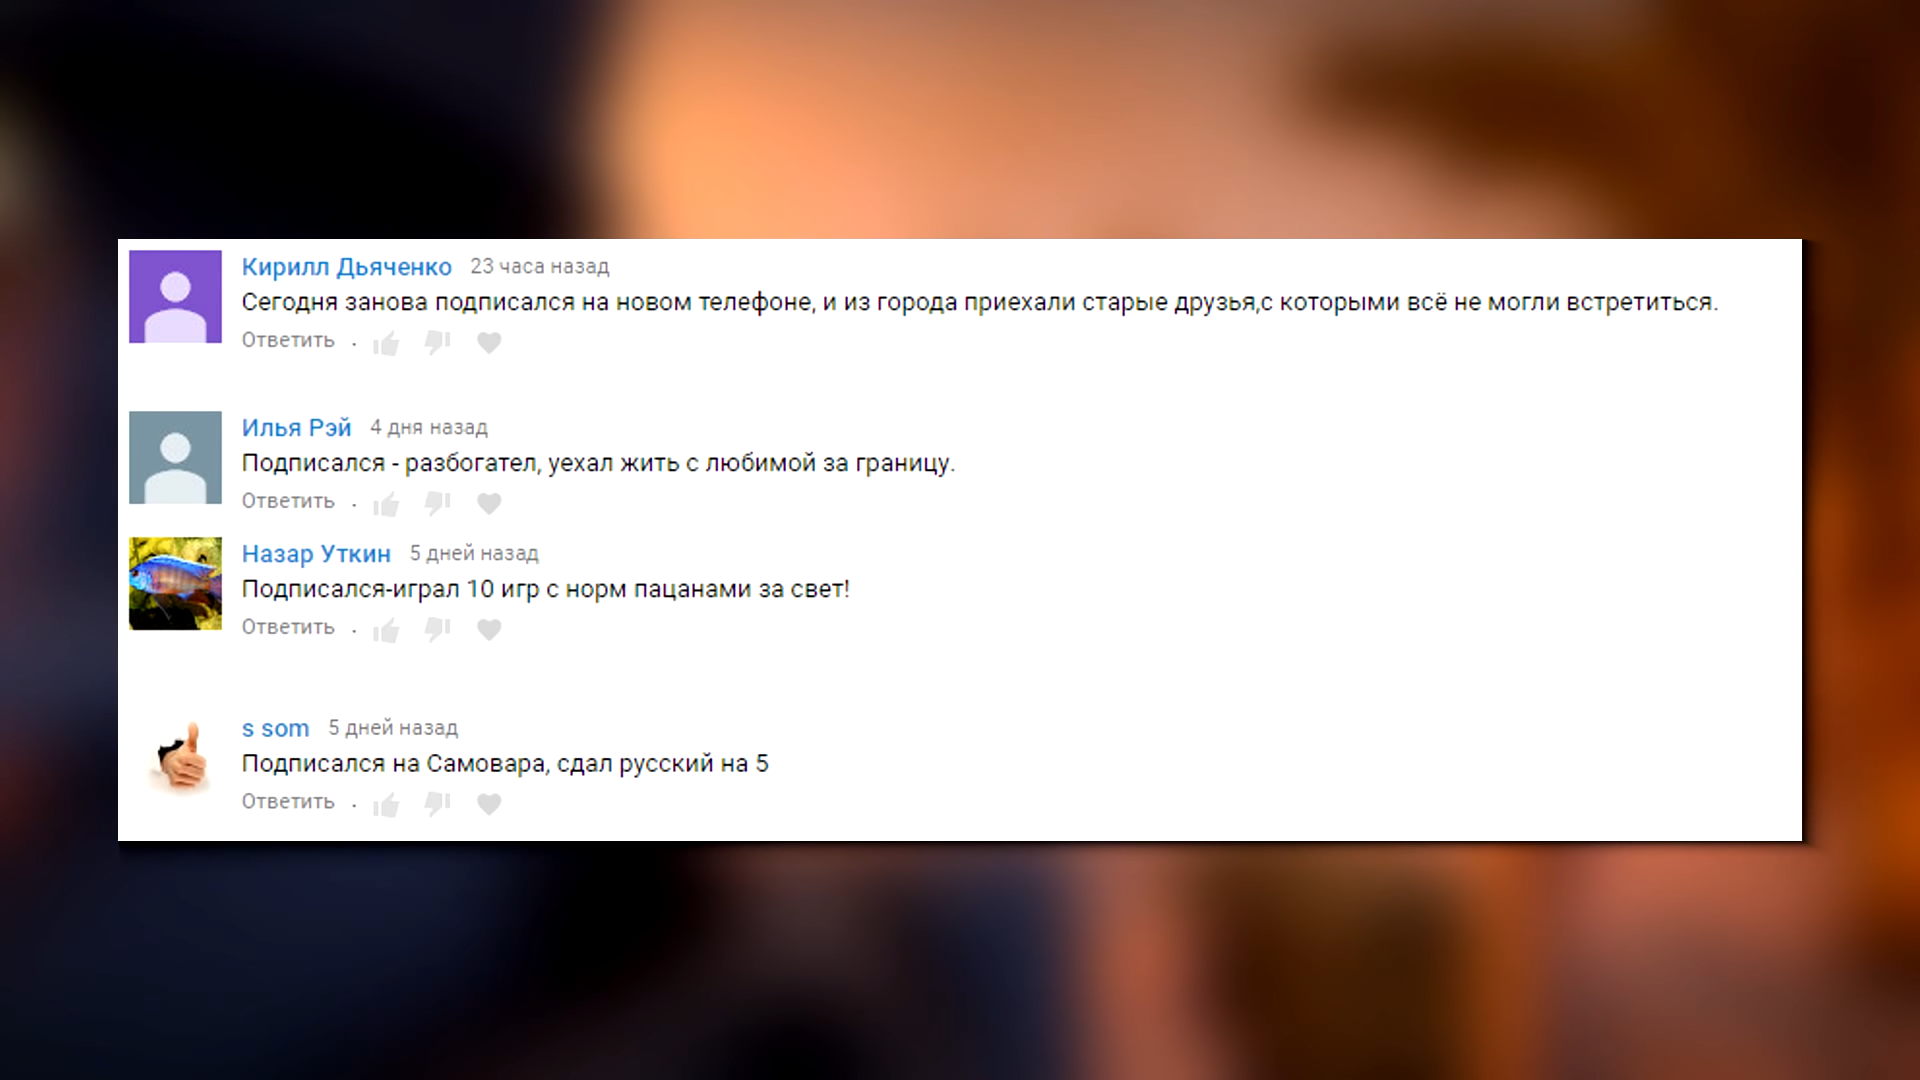 Кирилл Дьяченко 23 часа назад
Сегодня занова подписался на новом телефоне, и из города приехали старые друзья,с которыми всё не могли встретиться.
Ответить .
Илья Рэй 4 дня назад
Подписался - разбогател, уехал жить с любимой за границу.
Ответить .
Назар Уткин 5 дней назад
Подписался-играл 10 игр с норм пацанами за свет!
Ответить .
s som 5 дней назад
Подписался на Самовара, сдал русский на 5
Ответить .